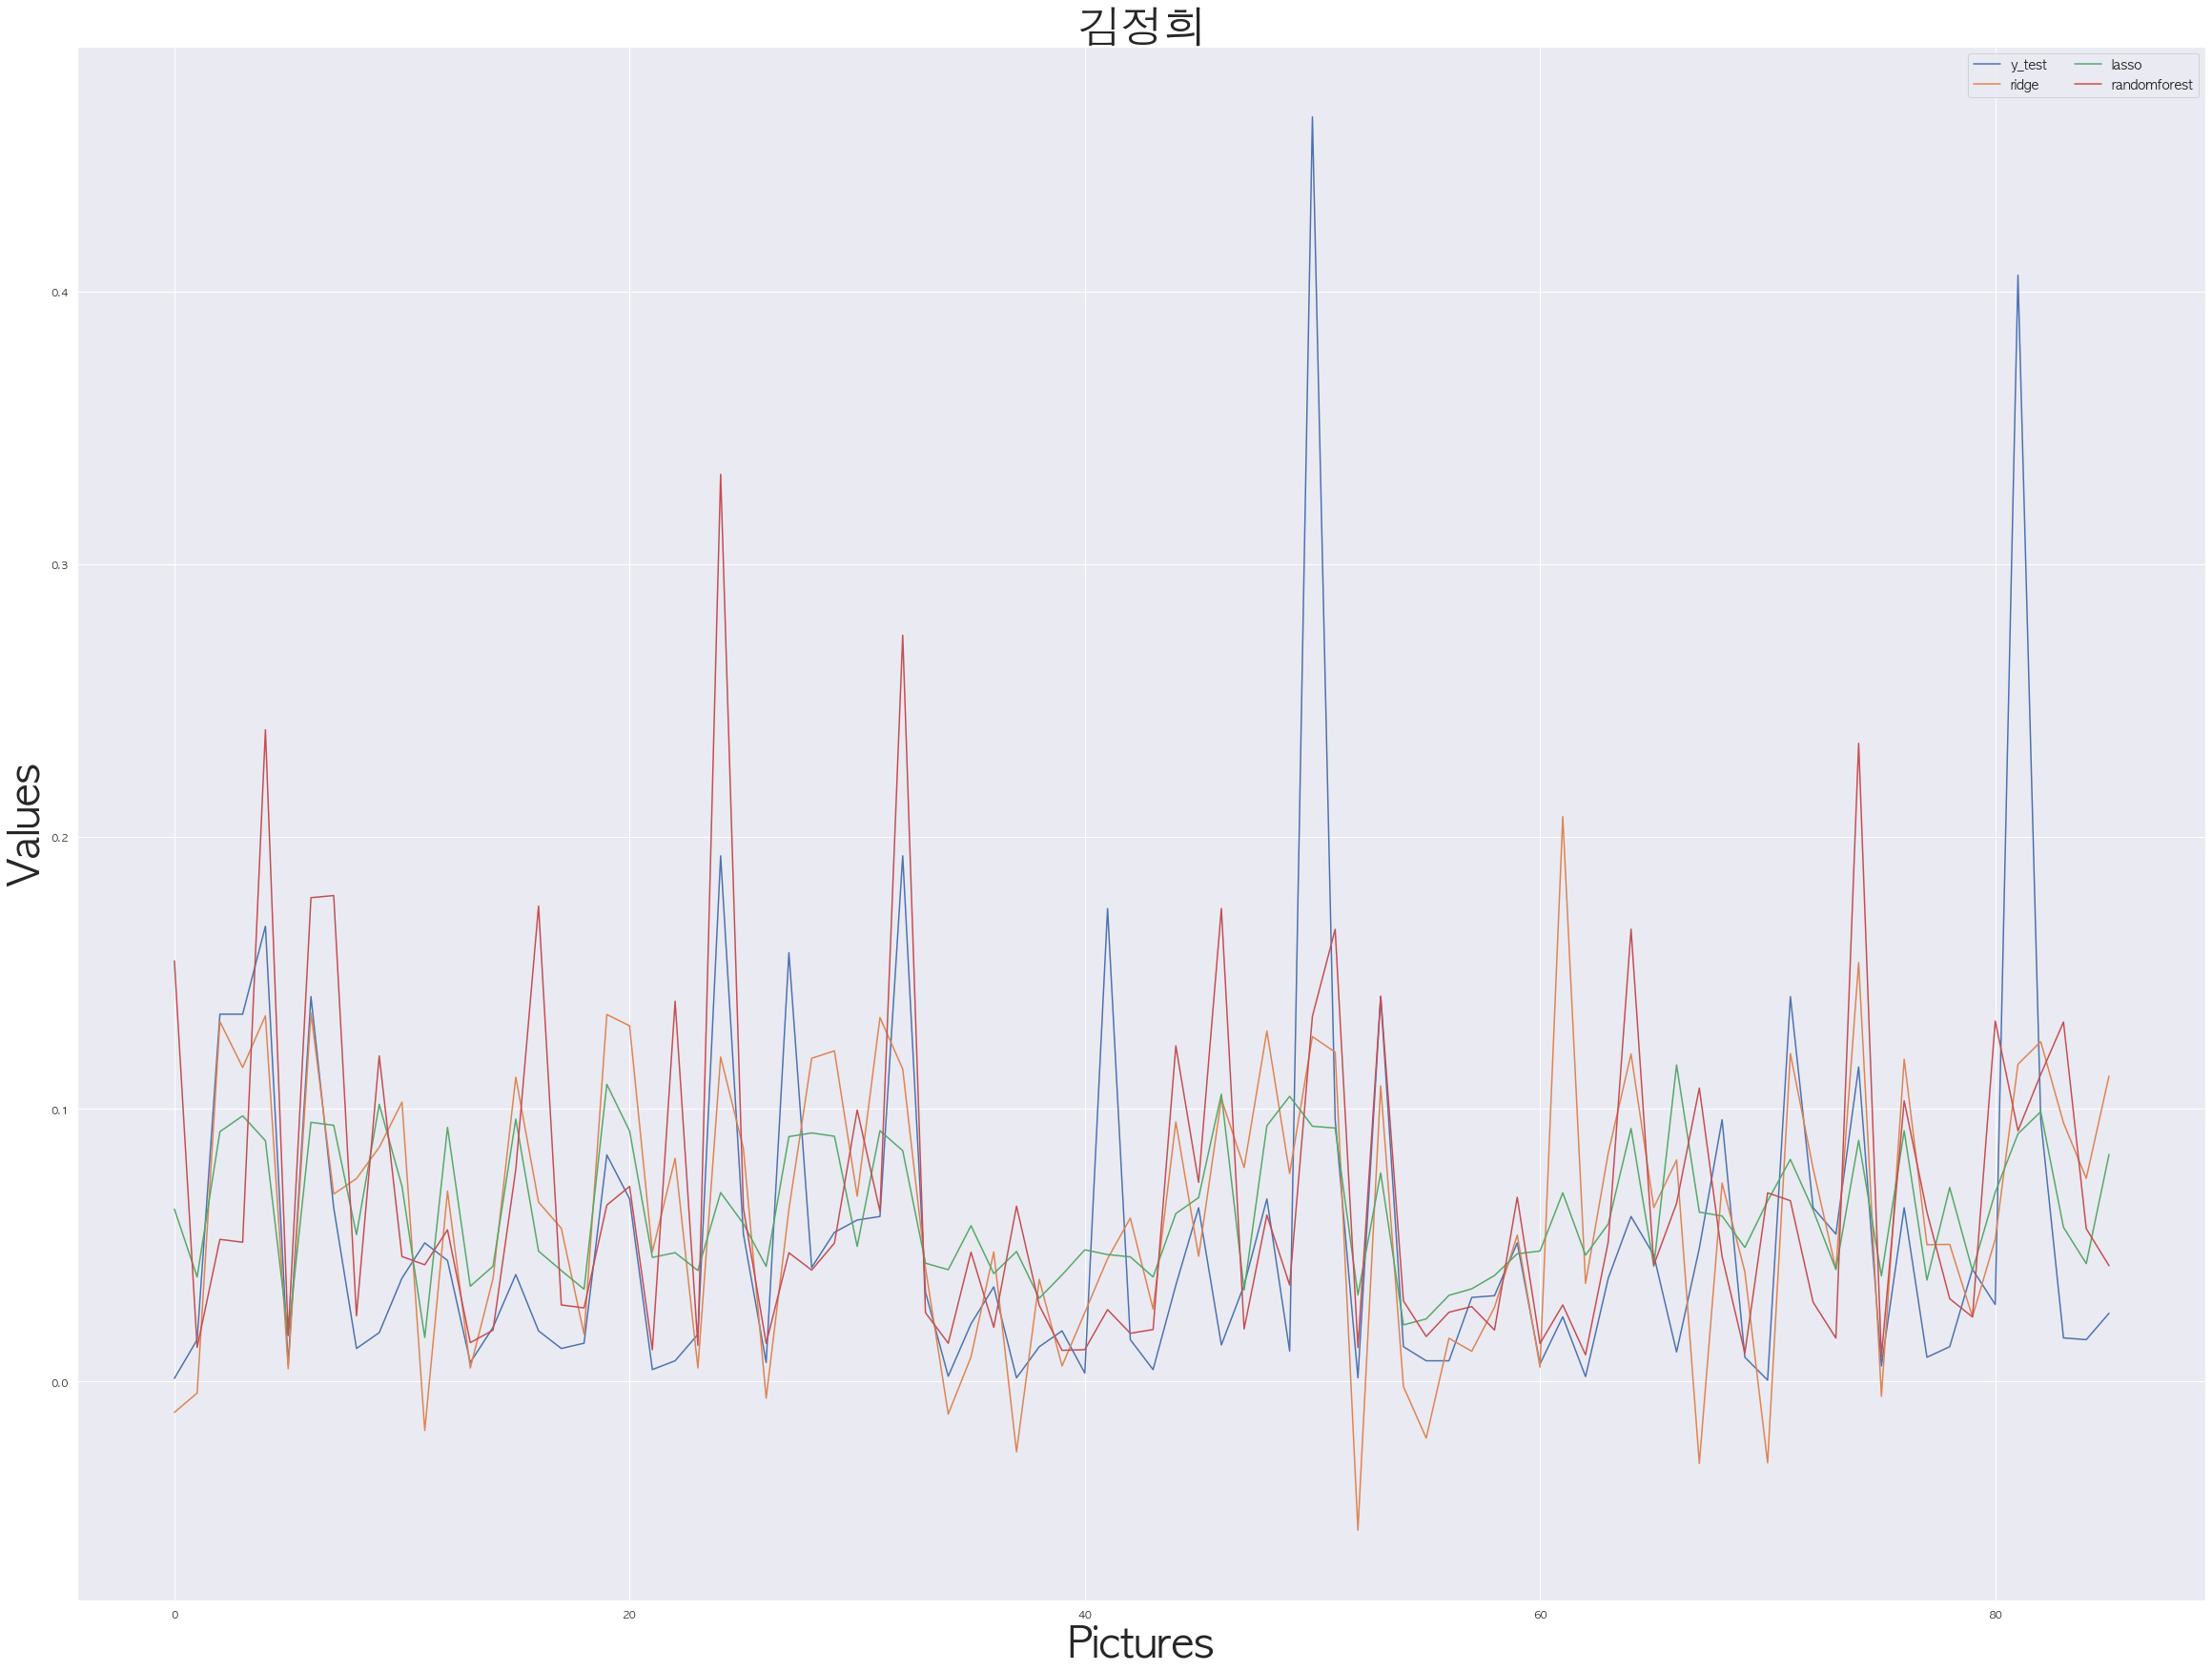 김정희
y_test
lasso
ridge
randomforest
Values
0.4
0.3
0.2
0.1
0.0
0
20
40
60
80
Pictures